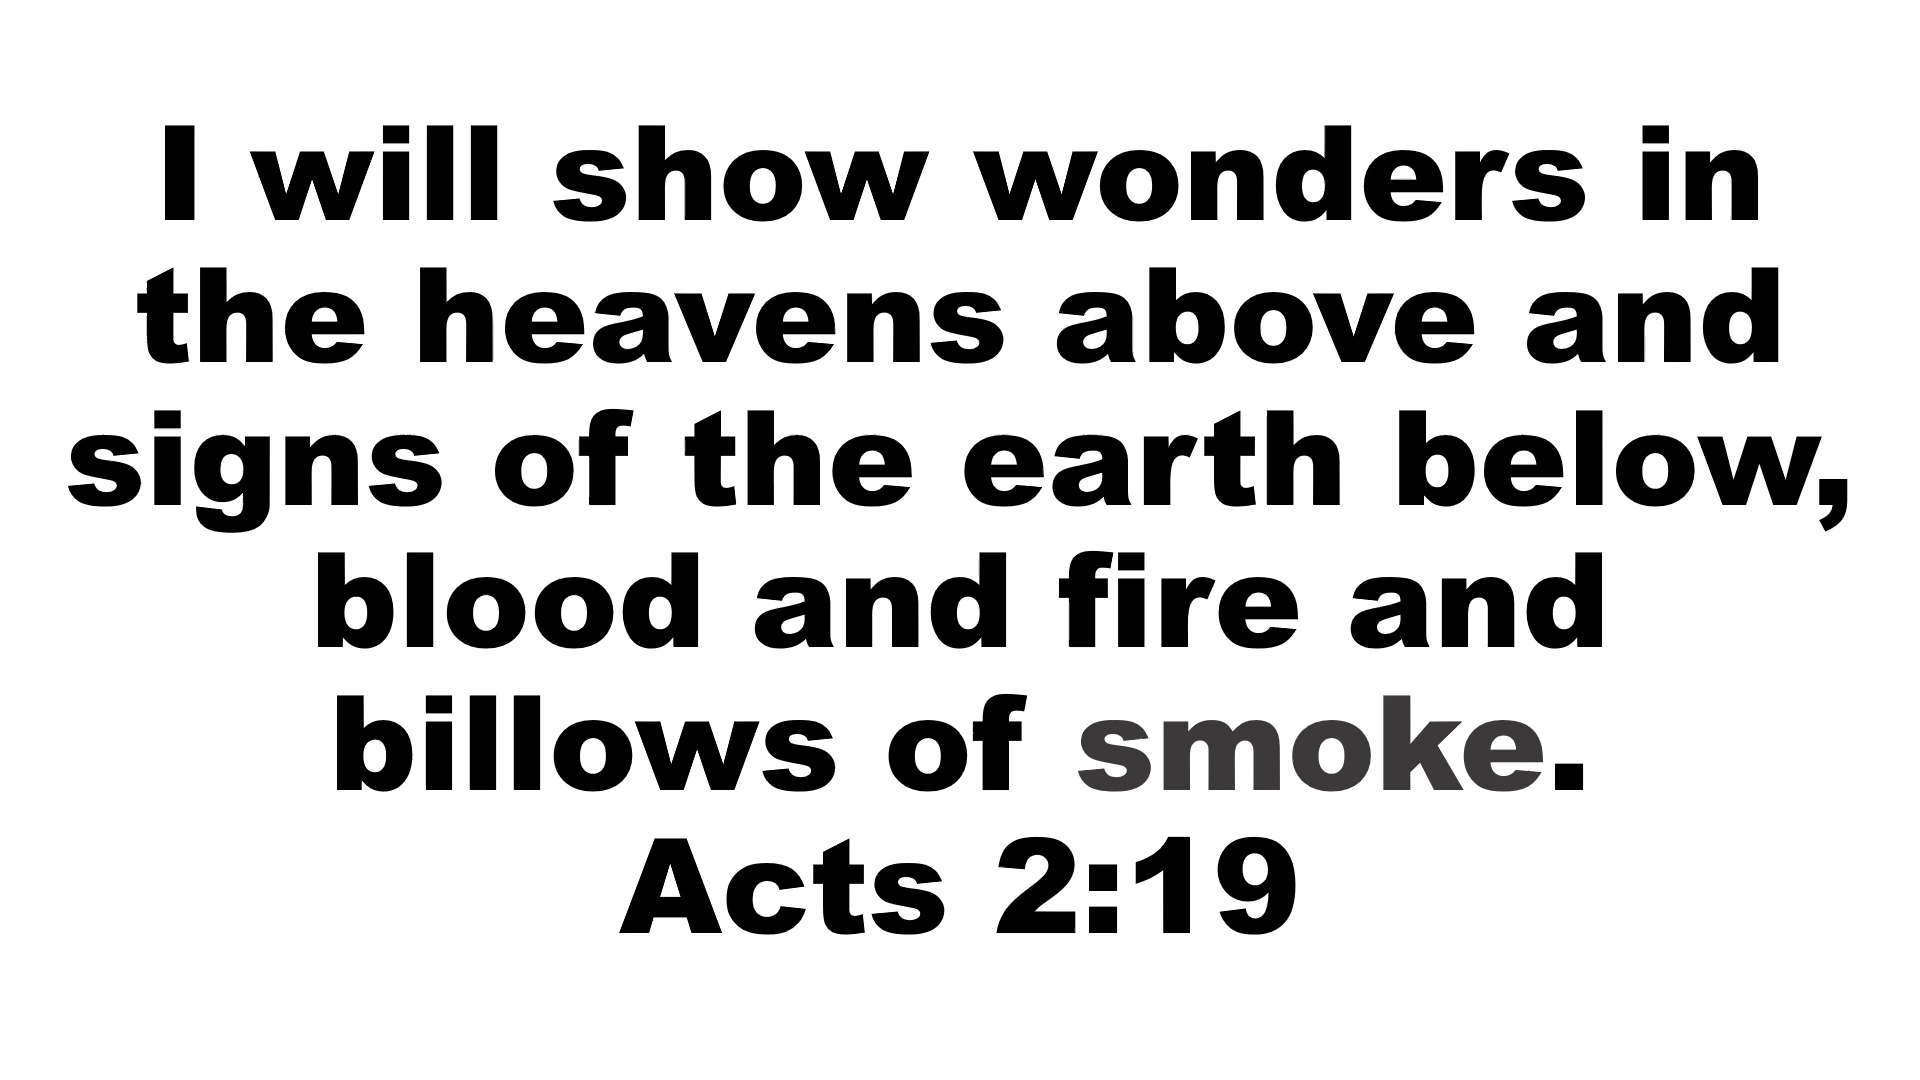 I will show wonders in
the heavens above and
signs of the earth below,
blood and fire and
billows of smoke.
Acts 2:19